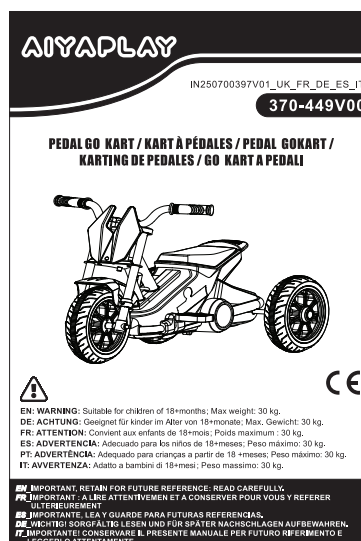 AIYAPLAY
IN250700397V01_UK_FR_DE_ES_IT
370-449V00
PEDAL GO KART / KART À PÉDALES / PEDAL GOKART /
KARTING DE PEDALES / GO KART A PEDALI
CE
EN: WARNING: Suitable for children of 18+months; Max weight: 30 kg.
DE: ACHTUNG: Geeignet für kinder im Alter von 18+monate; Max. Gewicht: 30 kg.
FR: ATTENTION: Convient aux enfants de 18+mois; Poids maximum : 30 kg.
ES: ADVERTENCIA: Adecuado para los niños de 18+meses; Peso máximo: 30 kg.
PT: ADVERTÊNCIA: Adequado para crianças a partir de 18 +meses; Peso máximo: 30 kg.
IT: AVVERTENZA: Adatto a bambini di 18+mesi; Peso massimo: 30 kg.
EN_IMPORTANT, RETAIN FOR FUTURE REFERENCE: READ CAREFULLY.
FR_IMPORTANT : A LIRE ATTENTIVEMEN ET A CONSERVER POUR VOUS Y REFERER
ULTERIEUREMENT
ES_IMPORTANTE, LEA Y GUARDE PARA FUTURAS REFERENCIAS.
DE_WICHTIG! SORGFÄLTIG LESEN UND FÜR SPÄTER NACHSCHLAGEN AUFBEWAHREN.
IT_IMPORTANTE! CONSERVARE IL PRESENTE MANUALE PER FUTURO RIFERIMENTO E
LEGGERLO ATTENTAMENTE